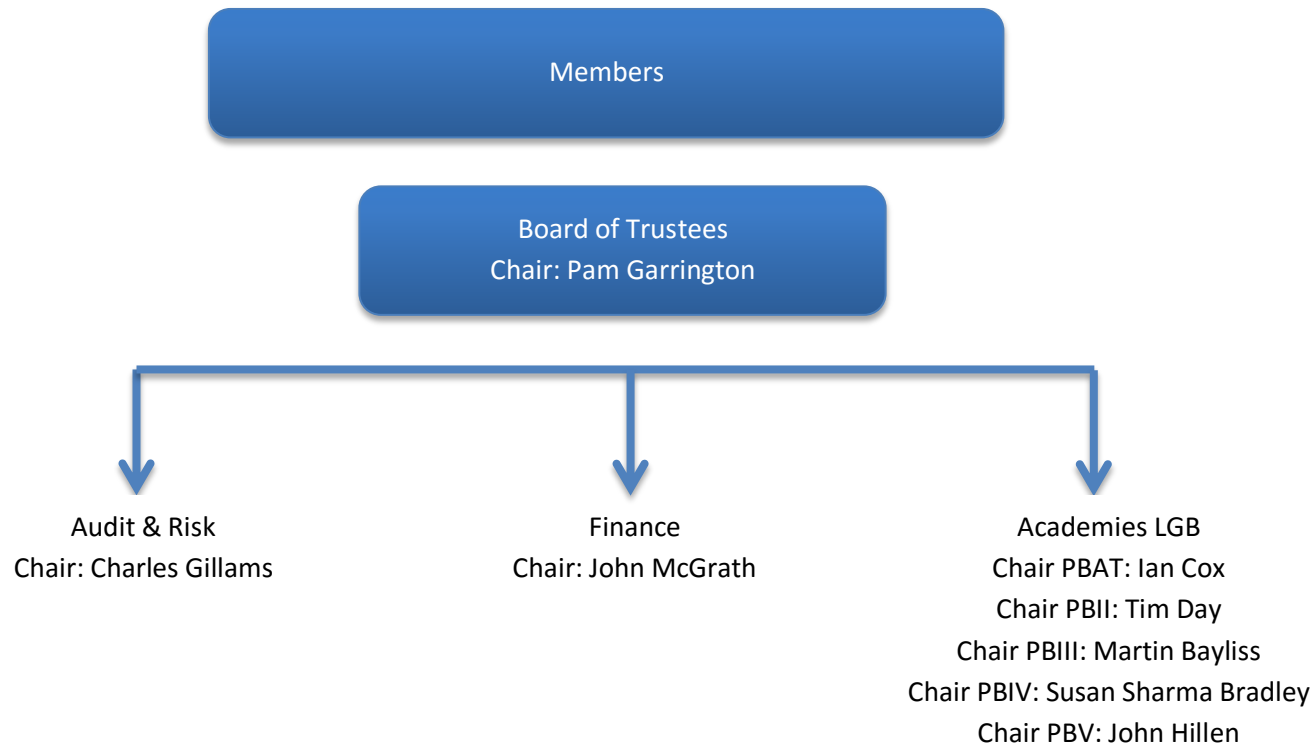 Members
Board of Trustees
Chair: Pam Garrington
Audit & Risk
Chair: Charles Gillams
Finance
Chair: John McGrath
Academies LGB
Chair PBAT: Ian Cox
Chair PBII: Tim Day
Chair PBIII: Martin Bayliss
Chair PBIV: Susan Sharma Bradley
Chair PBV: John Hillen